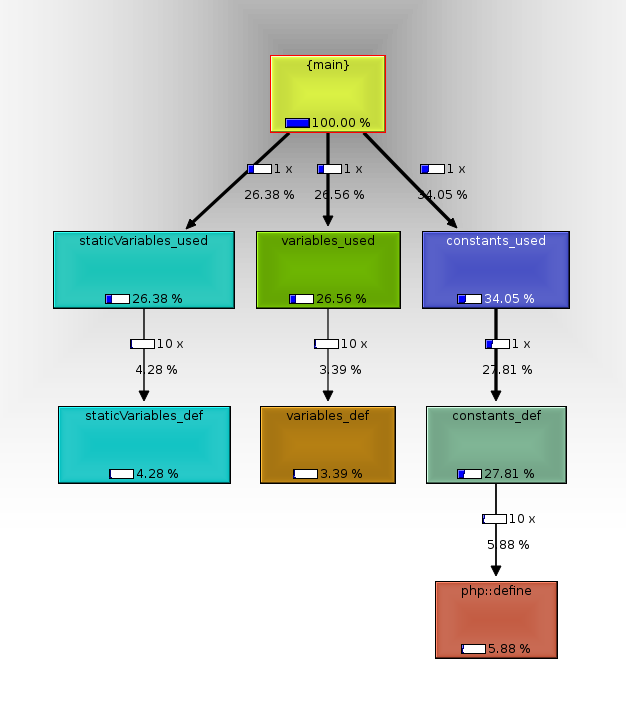 {main}
100.00 %
1 x
1 x
1 x
26.38 %
26.56 %
34.05 %
staticVariables_used
variables_used
constants_used
26.38 %
26.56 %
34.05 %
10 x
10 x
1 x
4.28 %
3.39 %
27.81 %
staticVariables_def
variables_def
constants_def
4.28 %
3.39 %
27.81 %
10 x
5.88 %
php::define
5.88 %